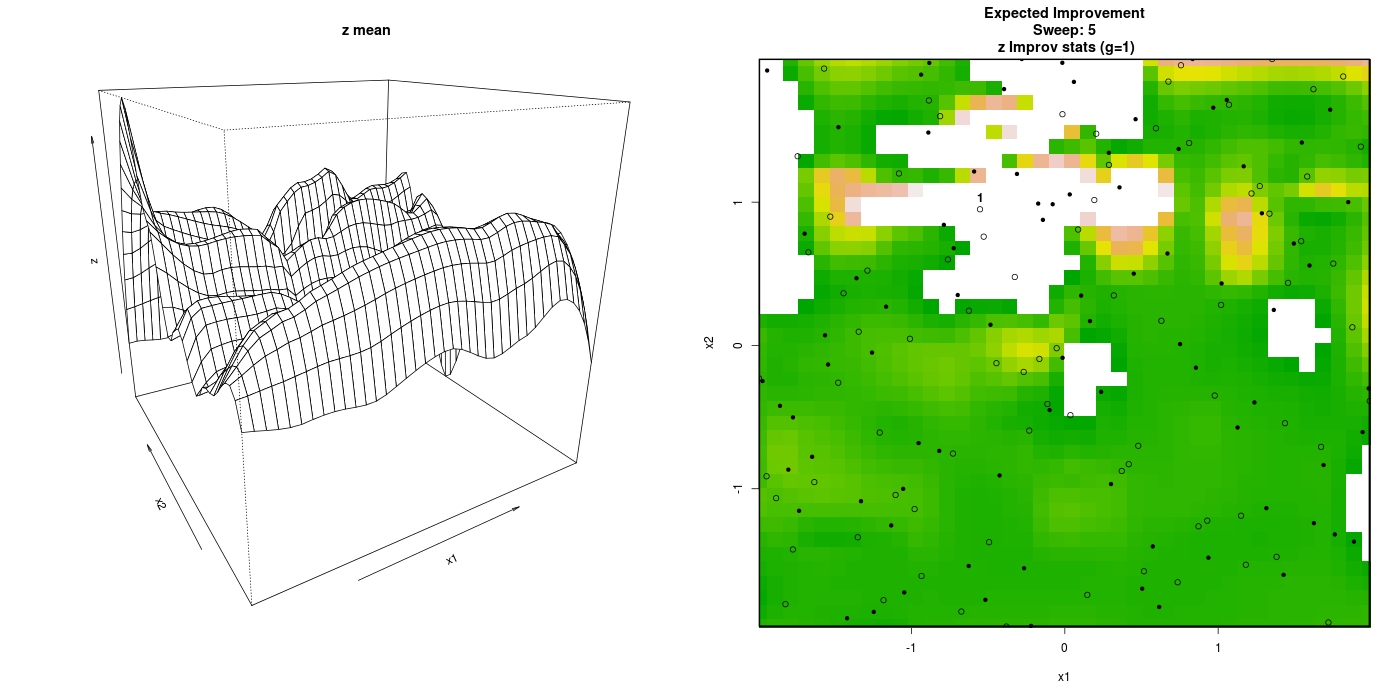 z mean
z
x2
x1
Expected Improvement
Sweep: 5
z Improv stats (g=1)
1
x2
1
0
-1
-1
0
1
x1